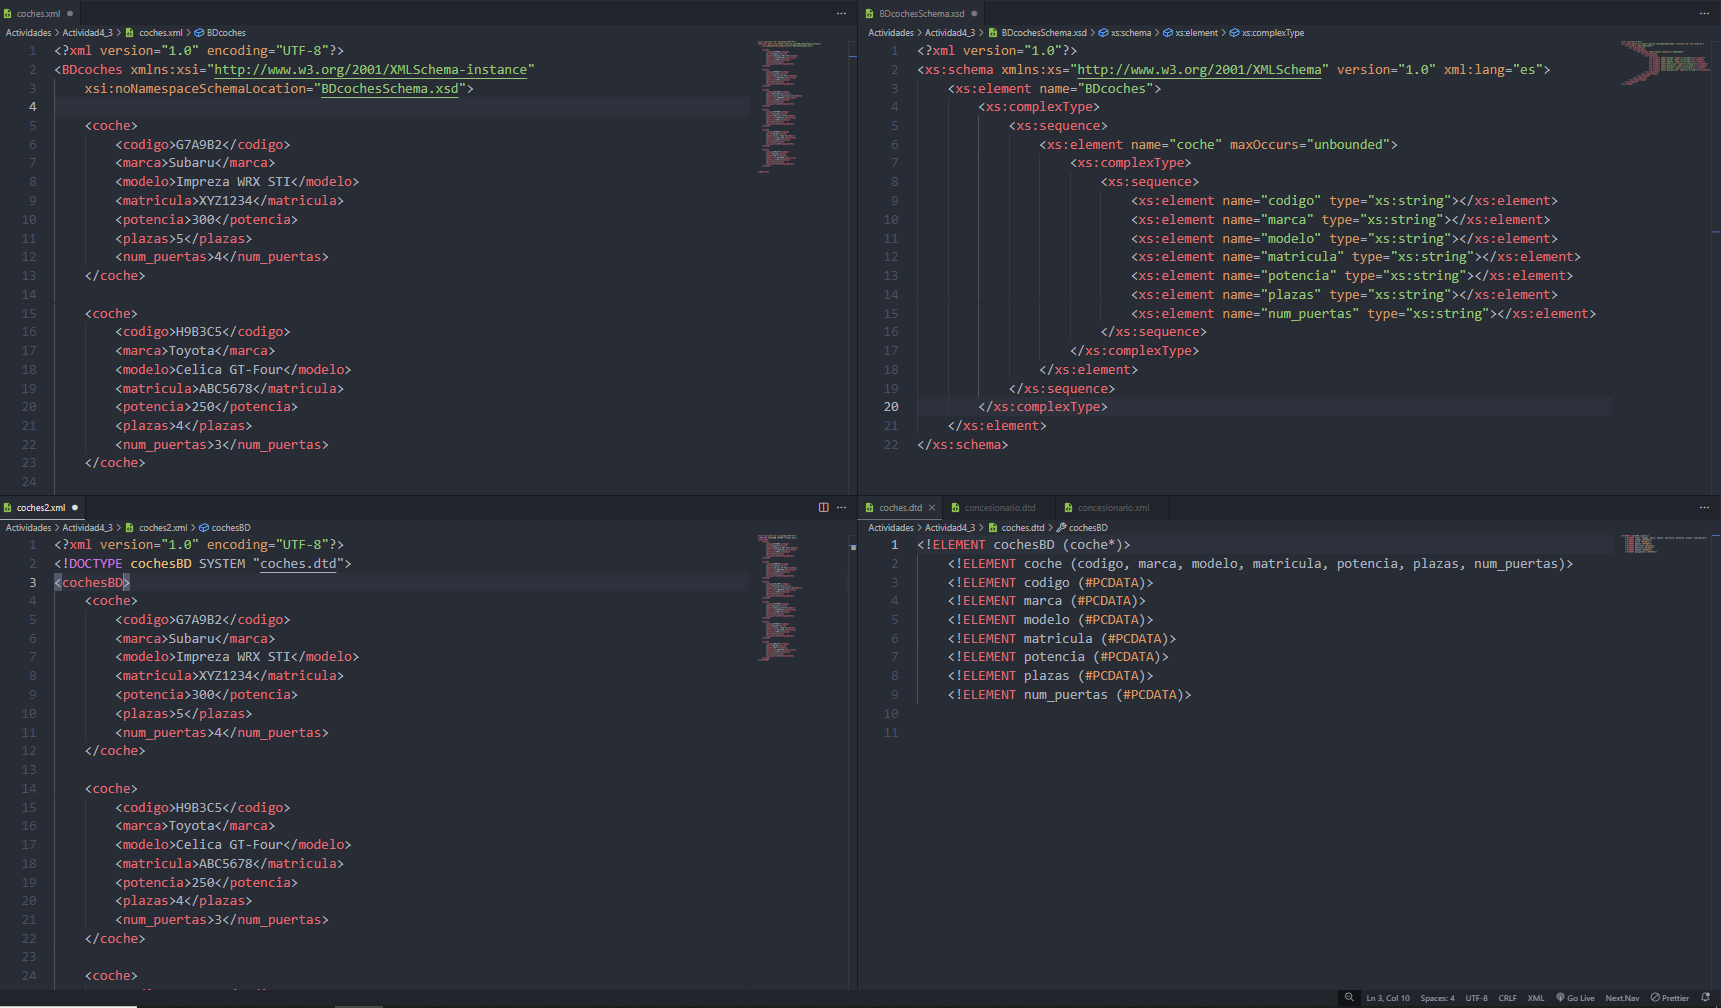 coches.xml
Actividades > Actividad4_3 > coches.xml > BDcoches
1 <?xml version="1.0" encoding="UTF-8"?>
2 <BDcoches xmlns:xsi="http://www.w3.org/2001/XMLSchema-instance"
3 xsi:noNamespaceSchemaLocation="BDcochesSchema.xsd">
4
5 <coche>
6 <codigo>G7A9B2</codigo>
7 <marca>Subaru</marca>
8 <modelo>Impreza WRX STI</modelo>
9 <matricula>XYZ1234</matricula>
10 <potencia>300</potencia>
11 <plazas>5</plazas>
12 <num_puertas>4</num_puertas>
13 </coche>
14
15 <coche>
16 <codigo>H9B3C5</codigo>
17 <marca>Toyota</marca>
18 <modelo>Celica GT-Four</modelo>
19 <matricula>ABC5678</matricula>
20 <potencia>250</potencia>
21 <plazas>4</plazas>
22 <num_puertas>3</num_puertas>
23 </coche>
24
BDcochesSchema.xsd
Actividades > Actividad4_3 > BDcochesSchema.xsd > xs:schema > xs:element > xs:complexType
1 <?xml version="1.0"?>
2 <xs:schema xmlns:xs="http://www.w3.org/2001/XMLSchema" version="1.0" xml:lang="es">
3 <xs:element name="BDcoches">
4 <xs:complexType>
5 <xs:sequence>
6 <xs:element name="coche" maxOccurs="unbounded">
7 <xs:complexType>
8 <xs:sequence>
9 <xs:element name="codigo" type="xs:string"></xs:element>
10 <xs:element name="marca" type="xs:string"></xs:element>
11 <xs:element name="modelo" type="xs:string"></xs:element>
12 <xs:element name="matricula" type="xs:string"></xs:element>
13 <xs:element name="potencia" type="xs:string"></xs:element>
14 <xs:element name="plazas" type="xs:string"></xs:element>
15 <xs:element name="num_puertas" type="xs:string"></xs:element>
16 </xs:sequence>
17 </xs:complexType>
18 </xs:element>
19 </xs:sequence>
20 </xs:complexType>
21 </xs:element>
22 </xs:schema>
coches2.xml
Actividades > Actividad4_3 > coches2.xml > cochesBD
1 <?xml version="1.0" encoding="UTF-8"?>
2 <!DOCTYPE cochesBD SYSTEM "coches.dtd">
3 <cochesBD>
4 <coche>
5 <codigo>G7A9B2</codigo>
6 <marca>Subaru</marca>
7 <modelo>Impreza WRX STI</modelo>
8 <matricula>XYZ1234</matricula>
9 <potencia>300</potencia>
10 <plazas>5</plazas>
11 <num_puertas>4</num_puertas>
12 </coche>
13
14 <coche>
15 <codigo>H9B3C5</codigo>
16 <marca>Toyota</marca>
17 <modelo>Celica GT-Four</modelo>
18 <matricula>ABC5678</matricula>
19 <potencia>250</potencia>
20 <plazas>4</plazas>
21 <num_puertas>3</num_puertas>
22 </coche>
23
24 <coche>
coches.dtd concesionario.dtd concesionario.xml
Actividades > Actividad4_3 > coches.dtd > cochesBD
1 <!ELEMENT cochesBD (coche*)>
2 <!ELEMENT coche (codigo, marca, modelo, matricula, potencia, plazas, num_puertas)>
3 <!ELEMENT codigo (#PCDATA)>
4 <!ELEMENT marca (#PCDATA)>
5 <!ELEMENT modelo (#PCDATA)>
6 <!ELEMENT matricula (#PCDATA)>
7 <!ELEMENT potencia (#PCDATA)>
8 <!ELEMENT plazas (#PCDATA)>
9 <!ELEMENT num_puertas (#PCDATA)>
10
11
Ln 3, Col 10 Spaces: 4 UTF-8 CRLF XML Go Live Next.Nav Prettier